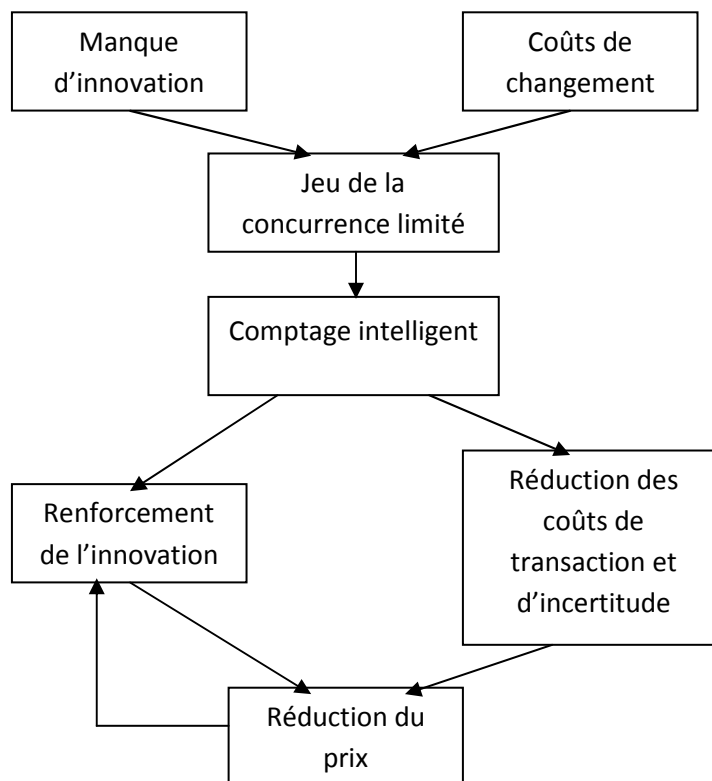 Manque
d’innovation
Coûts de
changement
Jeu de la
concurrence limité
Comptage intelligent
Renforcement
de l’innovation
Réduction des
coûts de
transaction et
d’incertitude
Réduction du
prix